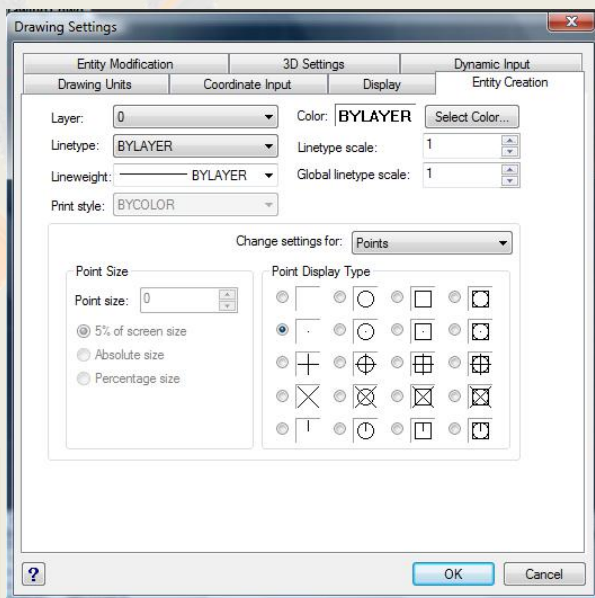 Drawing Settings
Entity Modification 3D Settings Dynamic Input
Drawing Units Coordinate Input Display Entity Creation
Layer: 0 Color: BYLAYER Select Color...
Linetype: BYLAYER Linetype scale: 1
Lineweight: BYLAYER Global linetype scale: 1
Print style: BYCOLOR
Change settings for: Points
Point Size Point Display Type
Point size: 0
5% of screen size
Absolute size
Percentage size
? OK Cancel